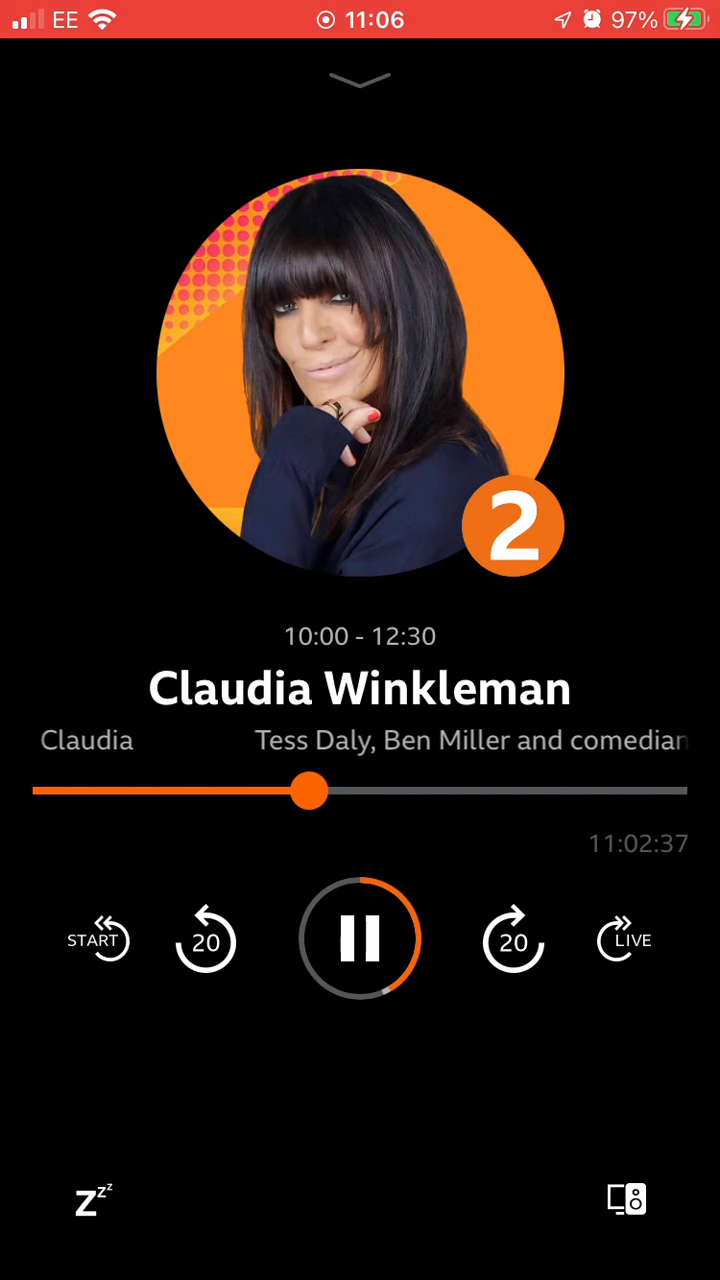 EE 11:06 97%
2
10:00 - 12:30
Claudia Winkleman
Claudia Tess Daly, Ben Miller and comedian
11:02:37
START 20 20 LIVE
zzz